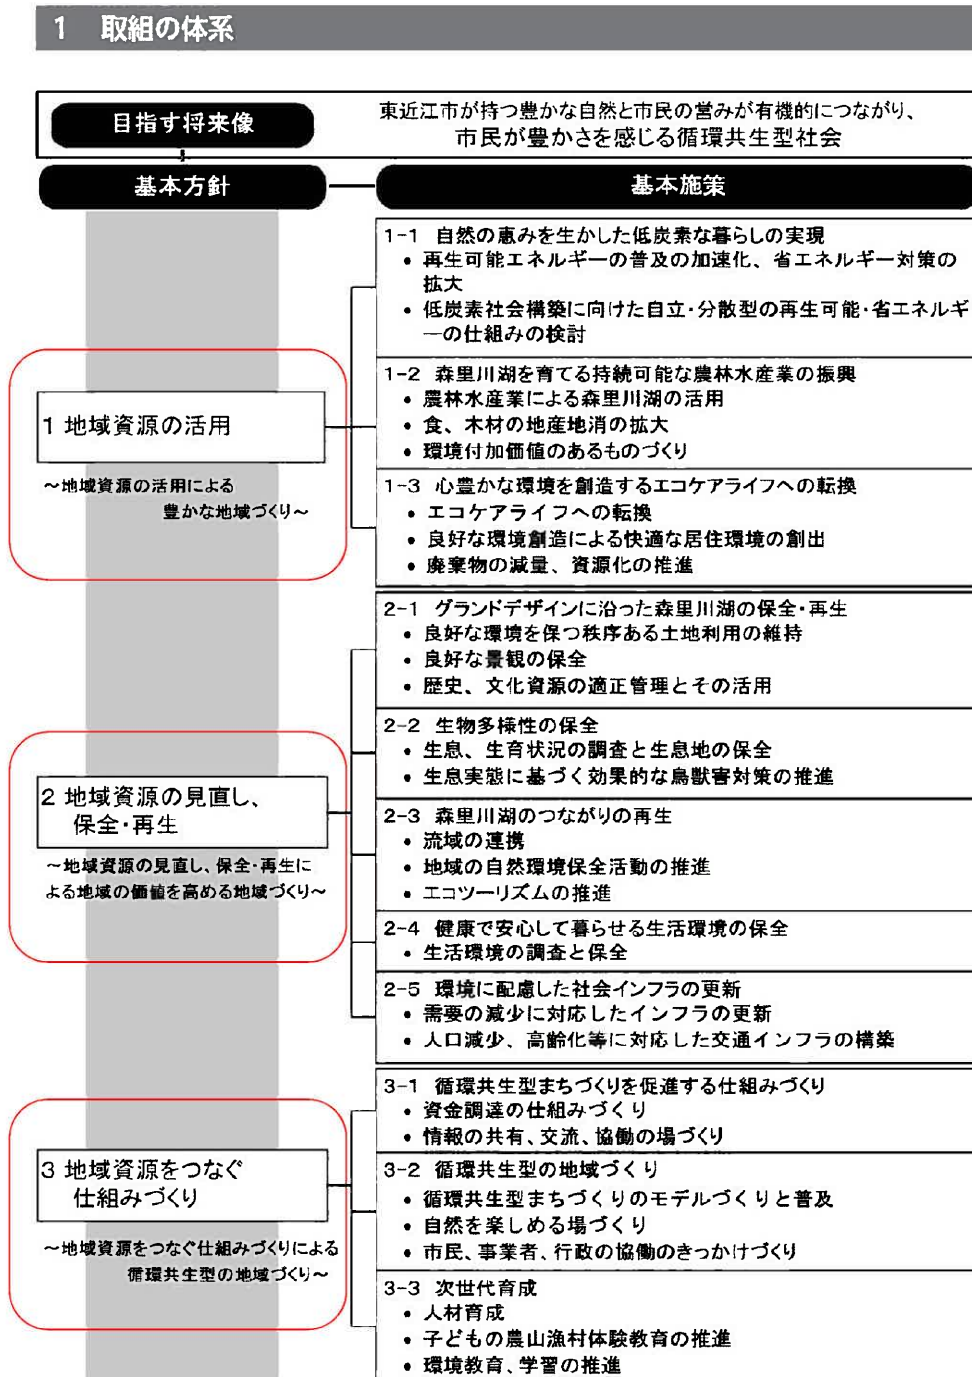 1 取組の体系
目指す将来像
東近江市が持つ豊かな自然と市民の営みが有機的につながり、
市民が豊かさを感じる循環共生型社会
基本方針
基本施策
1 地域資源の活用
～地域資源の活用による
豊かな地域づくり～
1-1 自然の恵みを生かした低炭素な暮らしの実現
• 再生可能エネルギーの普及の加速化、省エネルギー対策の
拡大
• 低炭素社会構築に向けた自立・分散型の再生可能・省エネルギ
ーの仕組みの検討
1-2 森里川湖を育てる持続可能な農林水産業の振興
• 農林水産業による森里川湖の活用
• 食、木材の地産地消の拡大
• 環境付加価値のあるものづくり
1-3 心豊かな環境を創造するエコケアライフへの転換
• エコケアライフへの転換
• 良好な環境創造による快適な居住環境の創出
• 廃棄物の減量、資源化の推進
2 地域資源の見直し、
保全・再生
～地域資源の見直し、保全・再生に
よる地域の価値を高める地域づくり～
2-1 グランドデザインに沿った森里川湖の保全・再生
• 良好な環境を保つ秩序ある土地利用の維持
• 良好な景観の保全
• 歴史、文化資源の適正管理とその活用
2-2 生物多様性の保全
• 生息、生育状況の調査と生息地の保全
• 生息実態に基づく効果的な鳥獣害対策の推進
2-3 森里川湖のつながりの再生
• 流域の連携
• 地域の自然環境保全活動の推進
• エコツーリズムの推進
2-4 健康で安心して暮らせる生活環境の保全
• 生活環境の調査と保全
2-5 環境に配慮した社会インフラの更新
• 需要の減少に対応したインフラの更新
• 人口減少、高齢化等に対応した交通インフラの構築
3 地域資源をつなぐ
仕組みづくり
～地域資源をつなぐ仕組みづくりによる
循環共生型の地域づくり～
3-1 循環共生型まちづくりを促進する仕組みづくり
• 資金調達の仕組みづくり
• 情報の共有、交流、協働の場づくり
3-2 循環共生型の地域づくり
• 循環共生型まちづくりのモデルづくりと普及
• 自然を楽しめる場づくり
• 市民、事業者、行政の協働のきっかけづくり
3-3 次世代育成
• 人材育成
• 子どもの農山漁村体験教育の推進
• 環境教育、学習の推進